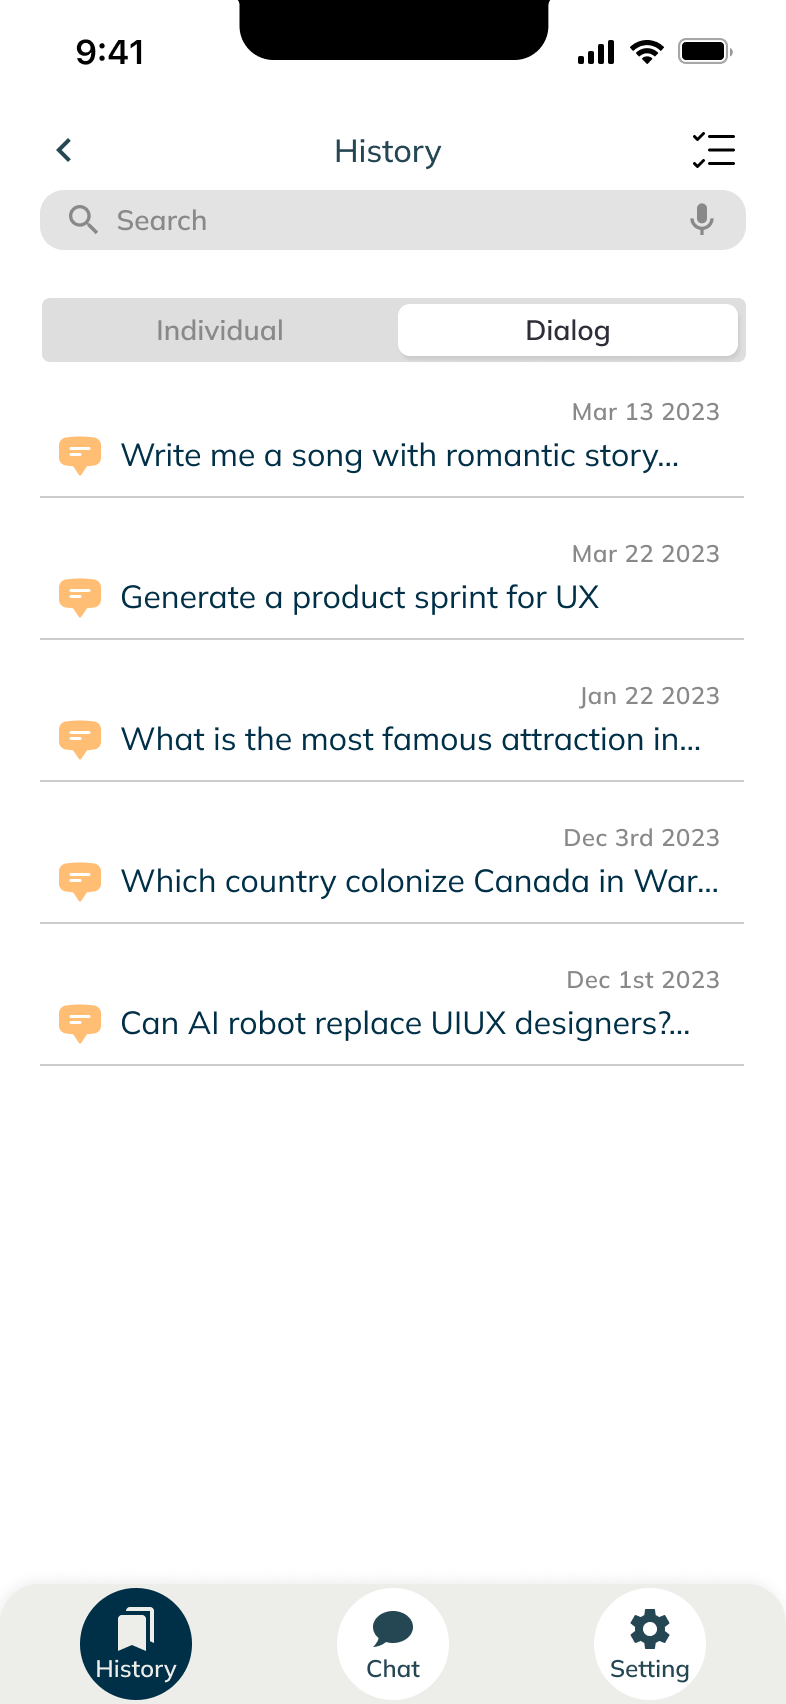 9:41
History
Search
Individual
Dialog
Mar 13 2023
Write me a song with romantic story...
Mar 22 2023
Generate a product sprint for UX
Jan 22 2023
What is the most famous attraction in...
Dec 3rd 2023
Which country colonize Canada in War...
Dec 1st 2023
Can AI robot replace UIUX designers?...
History
Chat
Setting